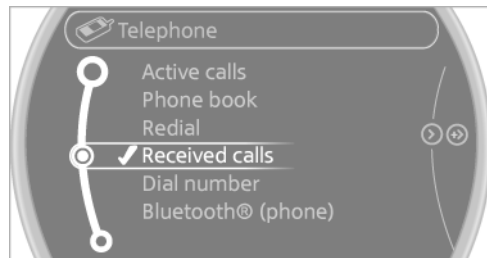 Telephone
Active calls
Phone book
Redial
Received calls
Dial number
Bluetooth® (phone)